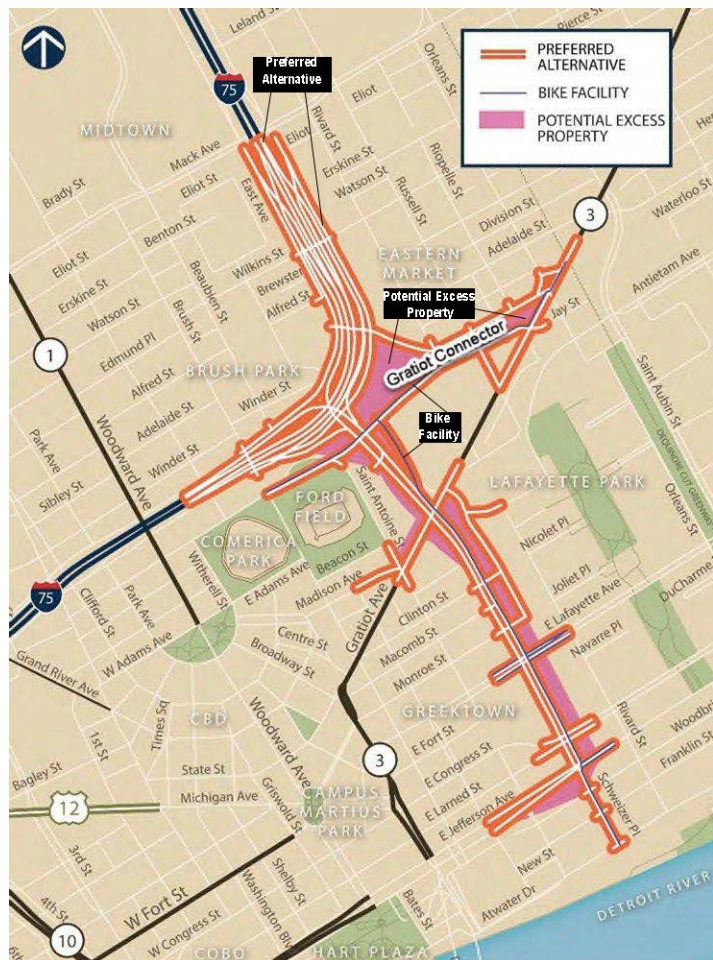 Leland St
Pierce St
Preferred
Alternative
Orleans St
PREFERRED
ALTERNATIVE
BIKE FACILITY
POTENTIAL EXCESS
PROPERTY
75
MIDTOWN
Eliot
Rivard St
Mack Ave
Eliot
Erskine St
Watson St
Riopelle St
Russell St
Brady St
Eliot St
East Ave
Benton St
Division St
Adelaide St
3
Waterloo St
Eliot St
Erskine St
Watson St
Edmund Pl
Alfred St
Adelaide St
Winder St
Beaubien St
Brush St
Wilkins St
Brewster
Alfred St
EASTERN
MARKET
Antietam Ave
Potential Excess
Property
Jay St
Gratiot Connector
1
BRUSH PARK
Winder St
Bike
Facility
Saint Aubin St
DEQUINDRE CUT GREENWAY
Orleans St
Park Ave
Sibley St
Woodward Ave
FORD
FIELD
Saint Antoine St
LAFAYETTE PARK
Nicolet Pl
COMERICA
PARK
Beacon St
E Adams Ave
Madison Ave
Witherell St
75
Clifford St
Park Ave
W Adams Ave
Grand River Ave
Joliet Pl
E Lafayette Ave
DuCharme
Navarre Pl
Gratiot Ave
Clinton St
Macomb St
Monroe St
Centre St
Broadway St
Times Sq
CBD
Woodward Ave
GREEKTOWN
E Fort St
E Congress St
E Larned St
E Jefferson Ave
Rivard St
Woodbri
Franklin St
1st St
Bagley St
State St
Michigan Ave
12
Griswold St
CAMPUS
MARTIUS
PARK
3
Schweizer Pl
3rd St
4th St
W Fort St
Shelby St
Washington Blv
New St
Atwater Dr
Bates St
DETROIT RIVER
10
W Congress St
COBO
HART PLAZA